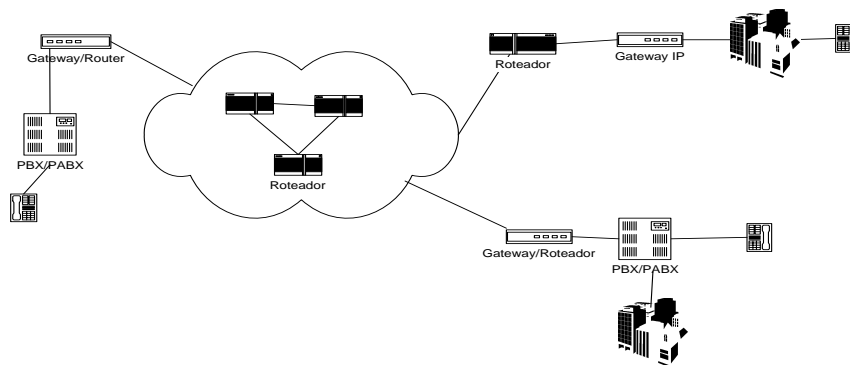 Gateway/Router
PBX/PABX
Roteador
Roteador
Gateway IP
Gateway/Roteador
PBX/PABX